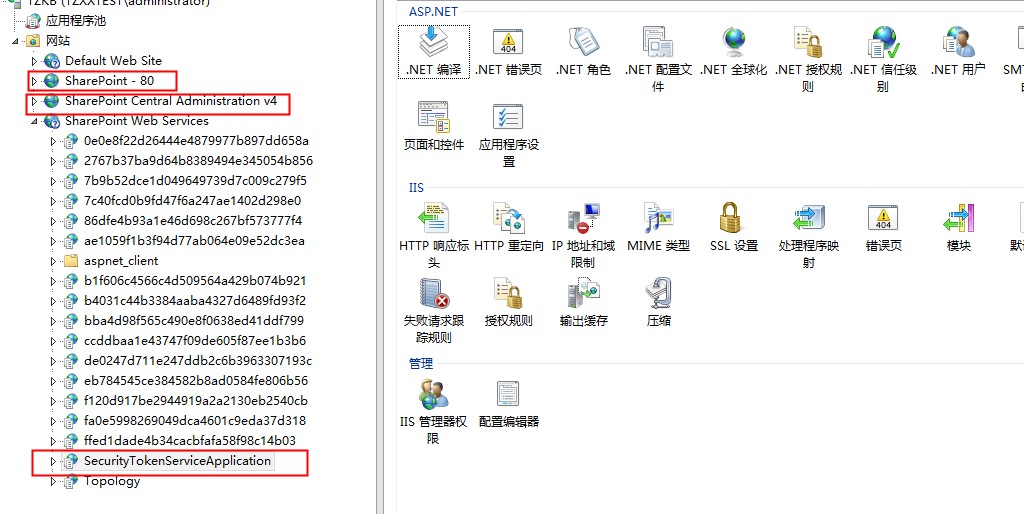 TZKB (TZXXTEST\administrator)
应用程序池
网站
Default Web Site
SharePoint - 80
SharePoint Central Administration v4
SharePoint Web Services
0e0e8f22d26444e4879977b897dd658a
2767b37ba9d64b8389494e345054b856
7b9b52dce1d049649739d7c009c279f5
7c40fcd0b9fd47f6a247ae1402d298e0
86dfe4b93a1e46d698c267bf573777f4
ae1059f1b3f94d77ab064e09e52dc3ea
aspnet_client
b1f606c4566c4d509564a429b074b921
b4031c44b3384aaba4327d6489fd93f2
bba4d98f565c490e8f0638ed41ddf799
ccddbaa1e43747f09de605f87ee1b3b6
de0247d711e247ddb2c6b3963307193c
eb784545ce384582b8ad0584fe806b56
f120d917be2944919a2a2130eb2540cb
fa0e5998269049dca4601c9eda37d318
ffed1dade4b34cacbfafa58f98c14b03
SecurityTokenServiceApplication
Topology
ASP.NET
.NET 编译
.NET 错误页
404
.NET 角色
.NET 配置文件
.NET 全球化
.NET 授权规则
.NET 信任级别
.NET 用户
SMT
页面和控件
应用程序设置
IIS
HTTP 响应标头
HTTP 重定向
IP 地址和域限制
MIME 类型
SSL 设置
处理程序映射
错误页
404
模块
默
失败请求跟踪规则
授权规则
输出缓存
压缩
管理
IIS 管理器权限
配置编辑器